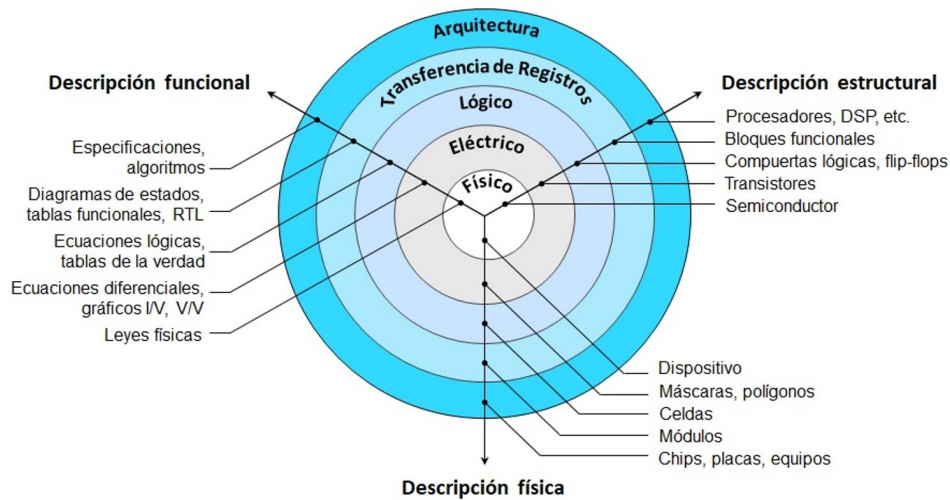 Arquitectura
Transferencia de Registros
Lógico
Eléctrico
Físico
Descripción funcional
Especificaciones,
algoritmos
Diagramas de estados,
tablas funcionales, RTL
Ecuaciones lógicas,
tablas de la verdad
Ecuaciones diferenciales,
gráficos I/V, V/V
Leyes físicas
Descripción estructural
Procesadores, DSP, etc.
Bloques funcionales
Compuertas lógicas, flip-flops
Transistores
Semiconductor
Dispositivo
Máscaras, polígonos
Celdas
Módulos
Chips, placas, equipos
Descripción física